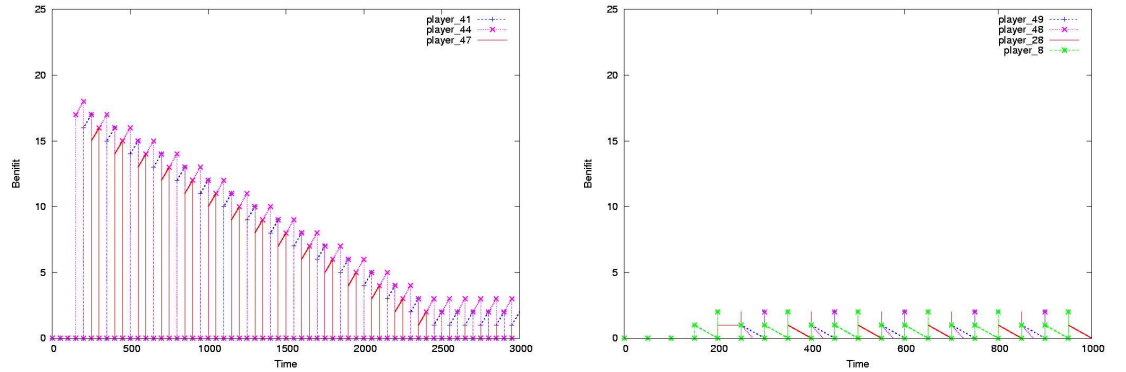 25
20
15
10
5
0
Benifit
0 500 1000 1500 2000 2500 3000
Time
player_41
player_44
player_47
25
20
15
10
5
0
Benifit
0 200 400 600 800 1000
Time
player_49
player_48
player_28
player_8